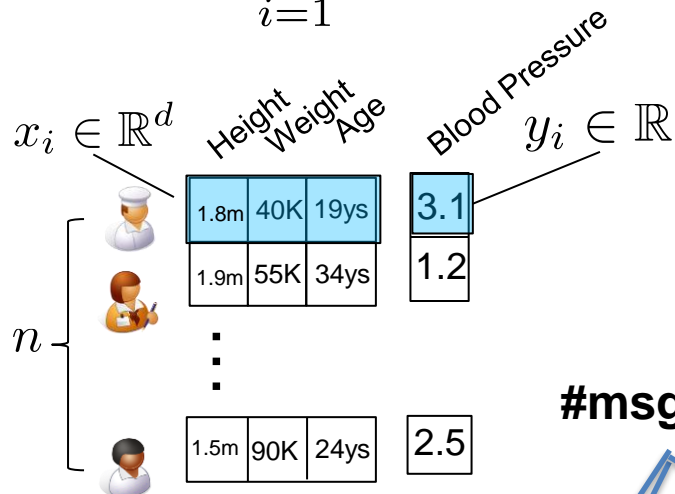 i=1
x_i ∈ ℝ^d
Height
Weight
Age
Blood Pressure
y_i ∈ ℝ
1.8m 40K 19ys 3.1
1.9m 55K 34ys 1.2
n
1.5m 90K 24ys 2.5
#msg